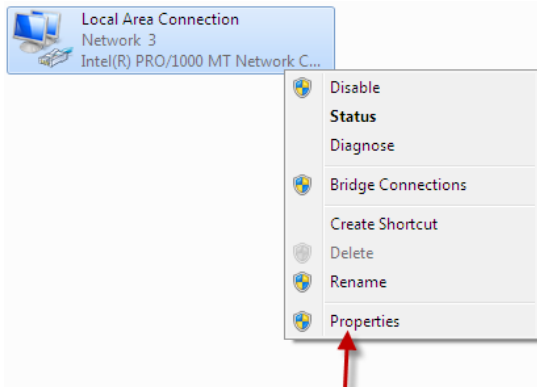 Local Area Connection
Network 3
Intel(R) PRO/1000 MT Network C...
Disable
Status
Diagnose
Bridge Connections
Create Shortcut
Delete
Rename
Properties